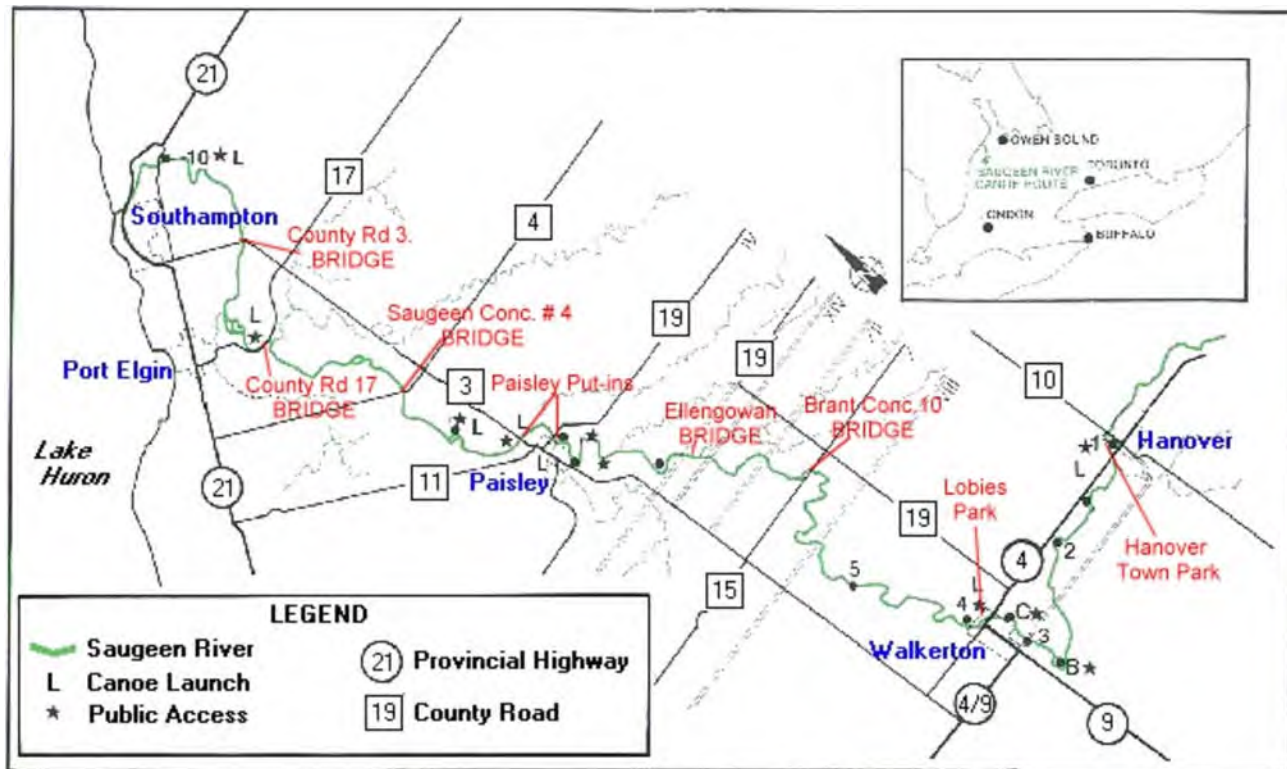 21
10 L
Southampton
17
4
County Rd 3.
BRIDGE
Saugeen Conc. # 4
BRIDGE
L
Port Elgin
County Rd 17
BRIDGE
3
Paisley Put-ins
19
19
Ellengowan
BRIDGE
Brant Conc.10
BRIDGE
10
1
Hanover
L
Hanover
Town Park
Lake
Huron
21
11
L
L
L
Paisley
L
15
19
Lobies
Park
4
2
5
L
4
C
3
B
Walkerton
4/9
9
OWEN SOUND
SAUGEEN RIVER
CANOE ROUTE
TORONTO
LONDON
BUFFALO
LEGEND
Saugeen River
L Canoe Launch
Public Access
21 Provincial Highway
19 County Road